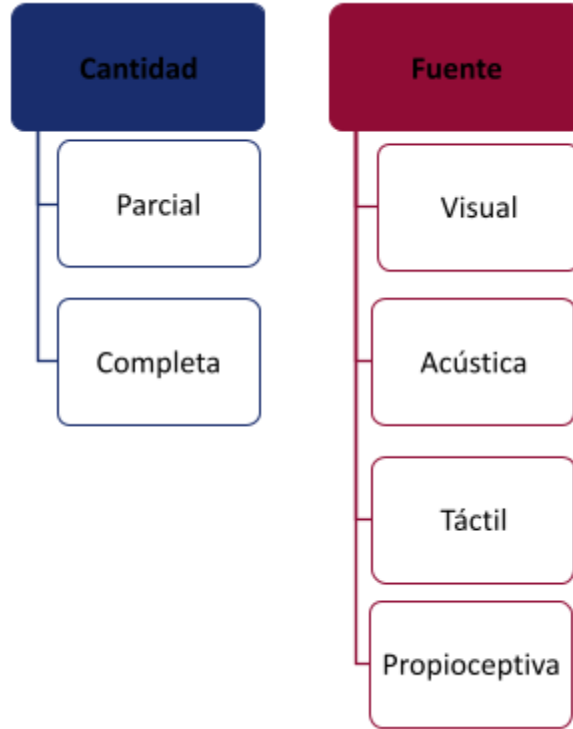 Cantidad
Parcial
Completa
Fuente
Visual
Acústica
Táctil
Propioceptiva